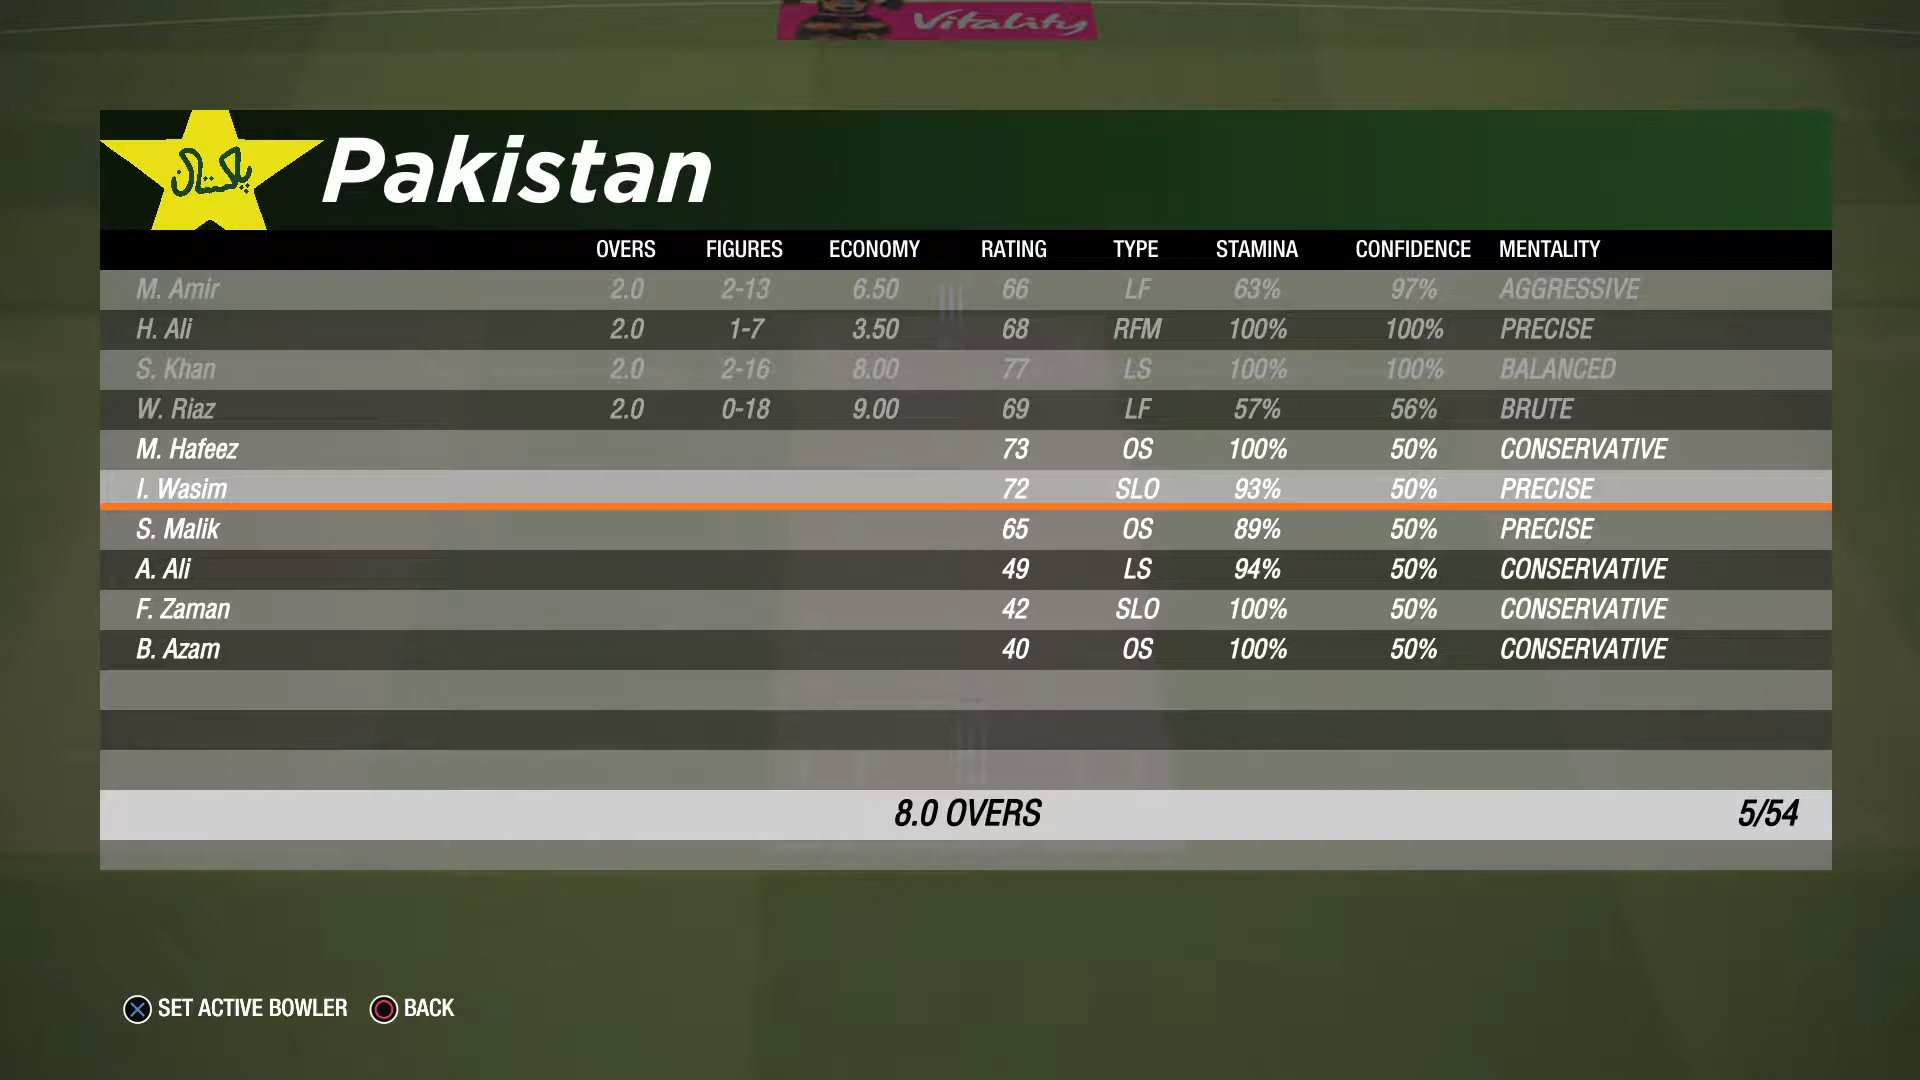 Vitality
پاکستان Pakistan
OVERS FIGURES ECONOMY RATING TYPE STAMINA CONFIDENCE MENTALITY
M. Amir 2.0 2-13 6.50 66 LF 63% 97% AGGRESSIVE
H. Ali 2.0 1-7 3.50 68 RFM 100% 100% PRECISE
S. Khan 2.0 2-16 8.00 77 LS 100% 100% BALANCED
W. Riaz 2.0 0-18 9.00 69 LF 57% 56% BRUTE
M. Hafeez 73 OS 100% 50% CONSERVATIVE
I. Wasim 72 SLO 93% 50% PRECISE
S. Malik 65 OS 89% 50% PRECISE
A. Ali 49 LS 94% 50% CONSERVATIVE
F. Zaman 42 SLO 100% 50% CONSERVATIVE
B. Azam 40 OS 100% 50% CONSERVATIVE
8.0 OVERS 5/54
SET ACTIVE BOWLER BACK